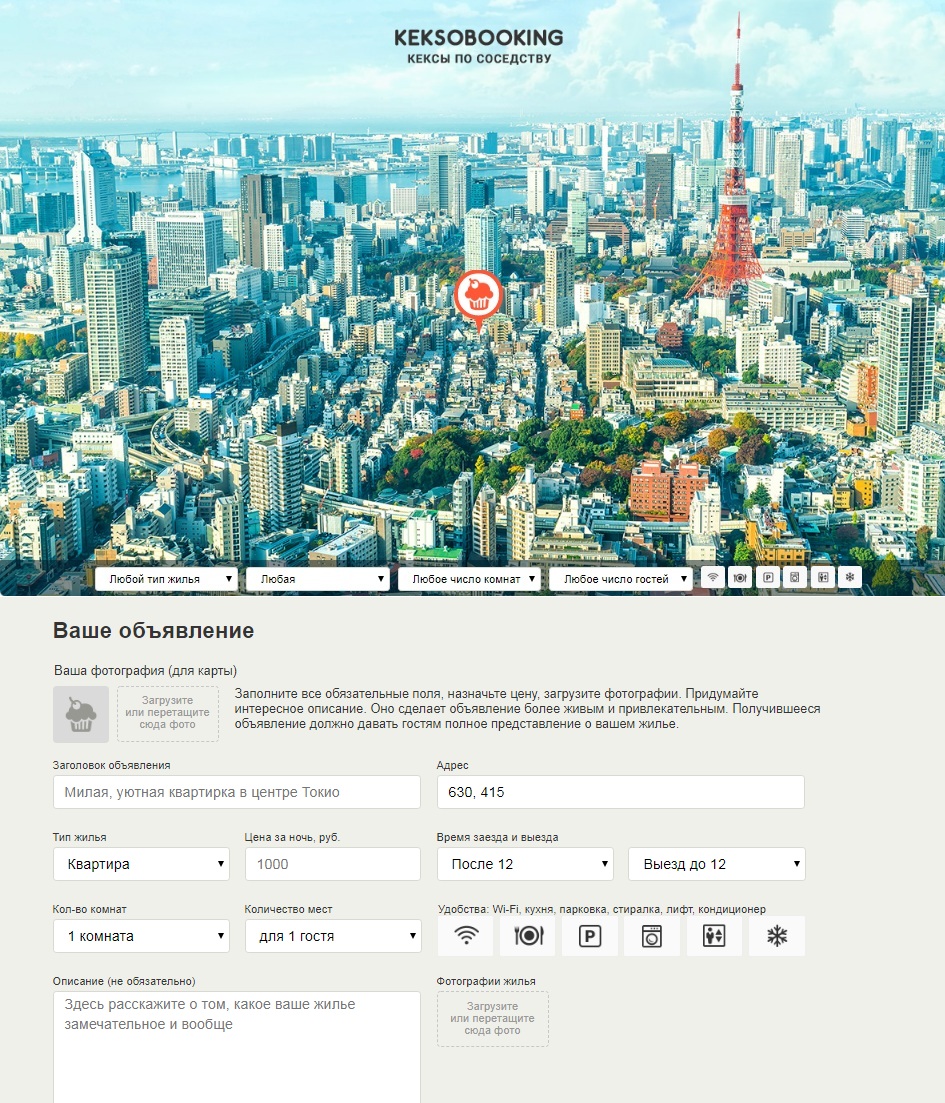 KEKSOBOOKING
КЕКСЫ ПО СОСЕДСТВУ
Любой тип жилья
Любая
Любое число комнат
Любое число гостей
P
Ваше объявление
Ваша фотография (для карты)
Загрузите
или перетащите
сюда фото
Заполните все обязательные поля, назначьте цену, загрузите фотографии. Придумайте
интересное описание. Оно сделает объявление более живым и привлекательным. Получившееся
объявление должно давать гостям полное представление о вашем жилье.
Заголовок объявления
Адрес
Милая, уютная квартирка в центре Токио
630, 415
Тип жилья
Цена за ночь, руб.
Время заезда и выезда
Квартира
1000
После 12
Выезд до 12
Кол-во комнат
Количество мест
Удобства: Wi-Fi, кухня, парковка, стиралка, лифт, кондиционер
1 комната
для 1 гостя
P
Описание (не обязательно)
Фотографии жилья
Здесь расскажите о том, какое ваше жилье
замечательное и вообще
Загрузите
или перетащите
сюда фото